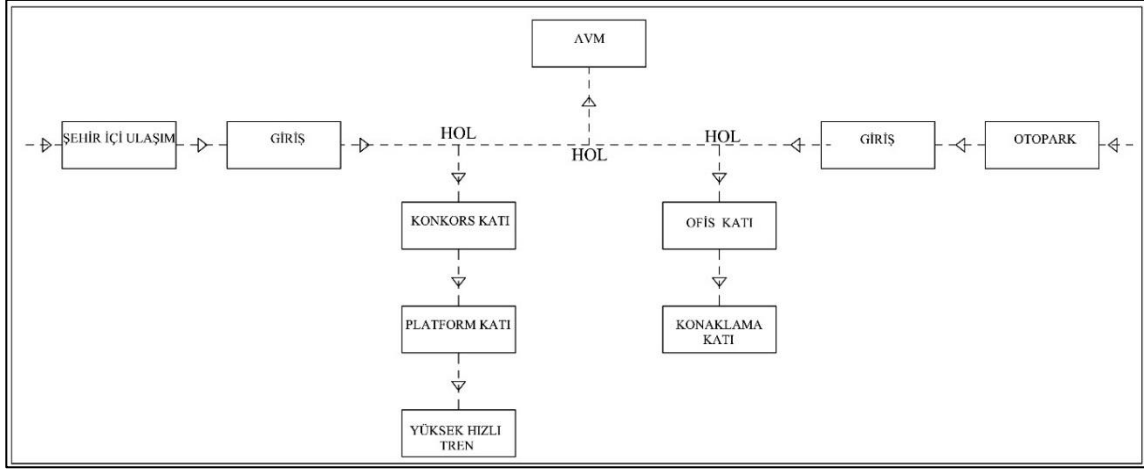 AVM
ŞEHİR İÇİ ULAŞIM
GİRİŞ
HOL
HOL
HOL
GİRİŞ
OTOPARK
KONKORS KATI
OFİS KATI
PLATFORM KATI
KONAKLAMA
KATI
YÜKSEK HIZLI
TREN